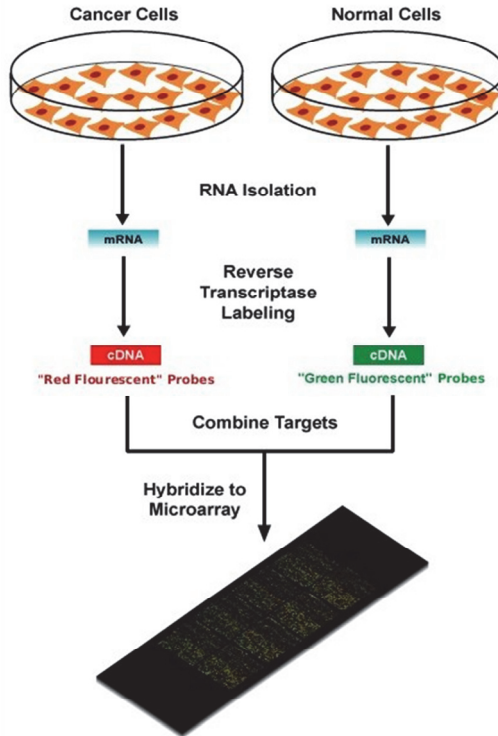 Cancer Cells
Normal Cells
RNA Isolation
mRNA
mRNA
Reverse
Transcriptase
Labeling
cDNA
cDNA
"Red Flourescent" Probes
"Green Fluorescent" Probes
Combine Targets
Hybridize to
Microarray